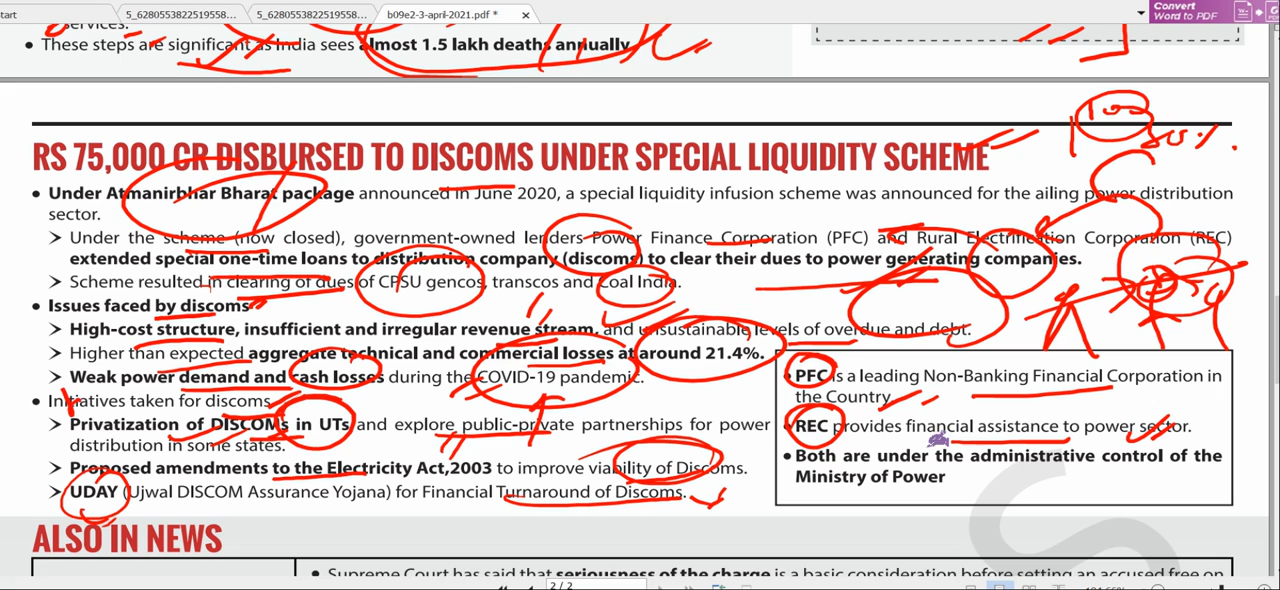 tart
5_6280553822519558...
5_6280553822519558...
b09e2-3-april-2021.pdf *
×
Convert
Word to PDF
services.
• These steps are significant as India sees almost 1.5 lakh deaths annually
100
RS 75,000 CR DISBURSED TO DISCOMS UNDER SPECIAL LIQUIDITY SCHEME
• Under Atmanirbhar Bharat package announced in June 2020, a special liquidity infusion scheme was announced for the ailing power distribution
sector.
➤ Under the scheme (now closed), government-owned lenders Power Finance Corporation (PFC) and Rural Electrification Corporation (REC)
extended special one-time loans to distribution company (discoms) to clear their dues to power generating companies.
➤ Scheme resulted in clearing of dues of CPSU gencos, transcos and Coal India.
• Issues faced by discoms
➤ High-cost structure, insufficient and irregular revenue stream, and unsustainable levels of overdue and debt.
➤ Higher than expected aggregate technical and commercial losses at around 21.4%.
➤ Weak power demand and cash losses during the COVID-19 pandemic.
• Initiatives taken for discoms
➤ Privatization of DISCOMs in UTs and explore public-private partnerships for power
distribution in some states.
➤ Proposed amendments to the Electricity Act,2003 to improve viability of Discoms.
➤ UDAY (Ujwal DISCOM Assurance Yojana) for Financial Turnaround of Discoms.
• PFC is a leading Non-Banking Financial Corporation in
the Country.
• REC provides financial assistance to power sector.
• Both are under the administrative control of the
Ministry of Power
ALSO IN NEWS
• Supreme Court has said that seriousness of the charge is a basic consideration before setting an accused free on
2 / 2